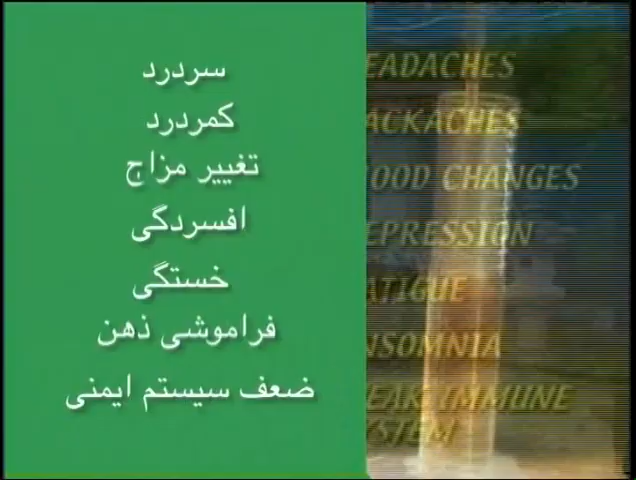 سردرد
کمردرد
تغییر مزاج
افسردگی
خستگی
فراموشی ذهن
ضعف سیستم ایمنی
EADACHES
ACKACHES
OOD CHANGES
EPRESSION
ATIGUE
NSOMNIA
EAK IMMUNE
YSTEM